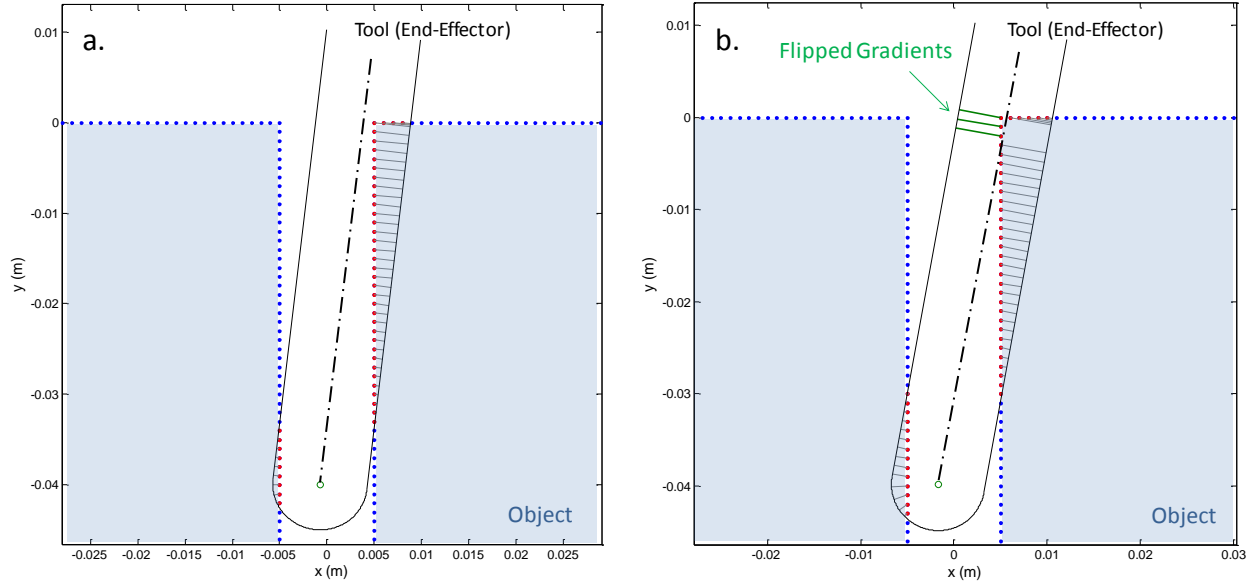 a.
Tool (End-Effector)
0.01
0
-0.01
-0.02
-0.03
-0.04
y (m)
Object
-0.025 -0.02 -0.015 -0.01 -0.005 0 0.005 0.01 0.015 0.02 0.025
x (m)
b.
Tool (End-Effector)
Flipped Gradients
0.01
0
-0.01
-0.02
-0.03
-0.04
y (m)
Object
-0.02 -0.01 0 0.01 0.02 0.03
x (m)